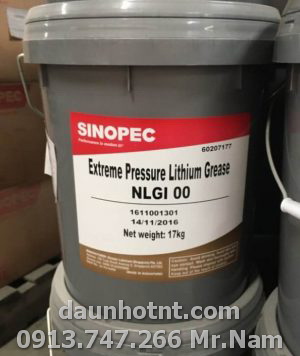 SINOPEC
60207177
Extreme Pressure Lithium Grease
NLGI 00
1611001301
14/11/2016
Net weight: 17kg
daunhotnt.com
0913.747.266 Mr.Nam